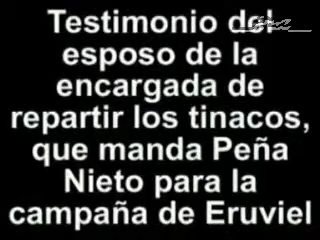 Testimonio del
esposo de la
encargada de
repartir los tinacos,
que manda Peña
Nieto para la
campaña de Eruviel